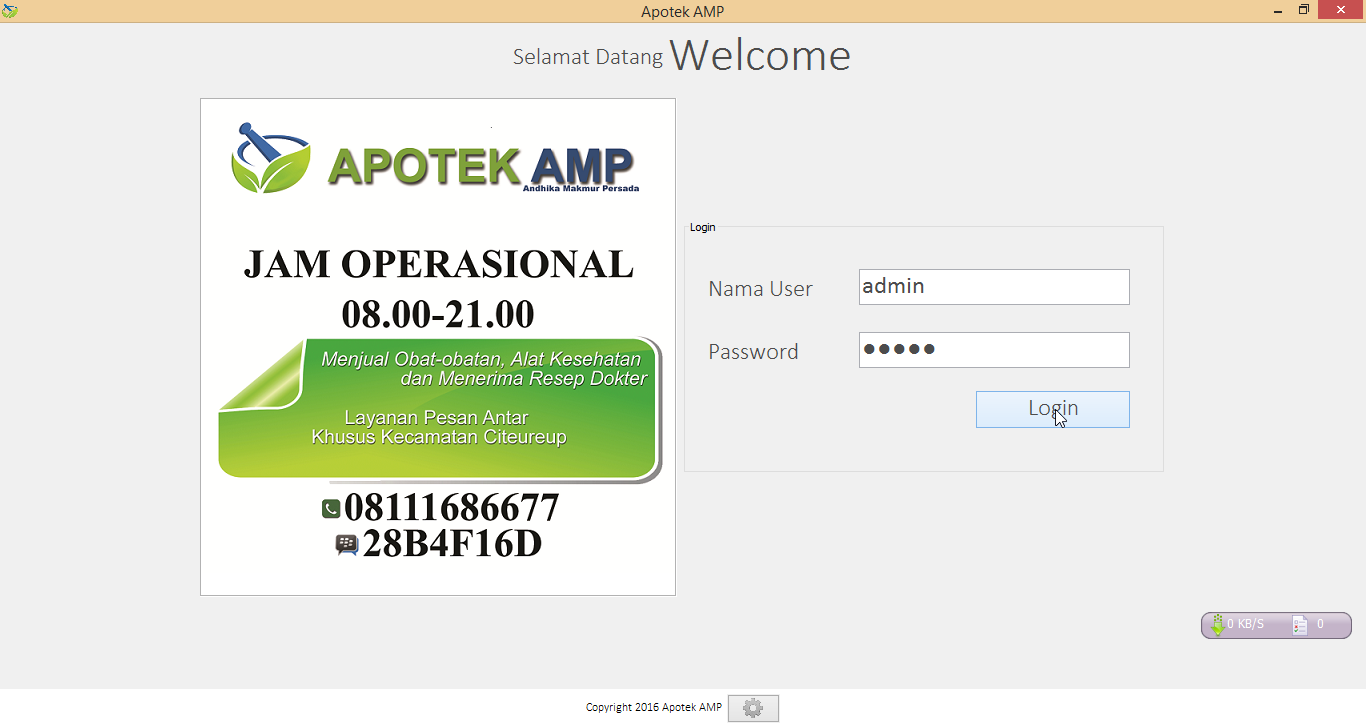 Apotek AMP
Selamat Datang Welcome
APOTEK AMP
Andhika Makmur Persada
JAM OPERASIONAL
08.00-21.00
Menjual Obat-obatan, Alat Kesehatan
dan Menerima Resep Dokter
Layanan Pesan Antar
Khusus Kecamatan Citeureup
08111686677
28B4F16D
Login
Nama User admin
Password ●●●●●
Login
0 KB/S 0
Copyright 2016 Apotek AMP